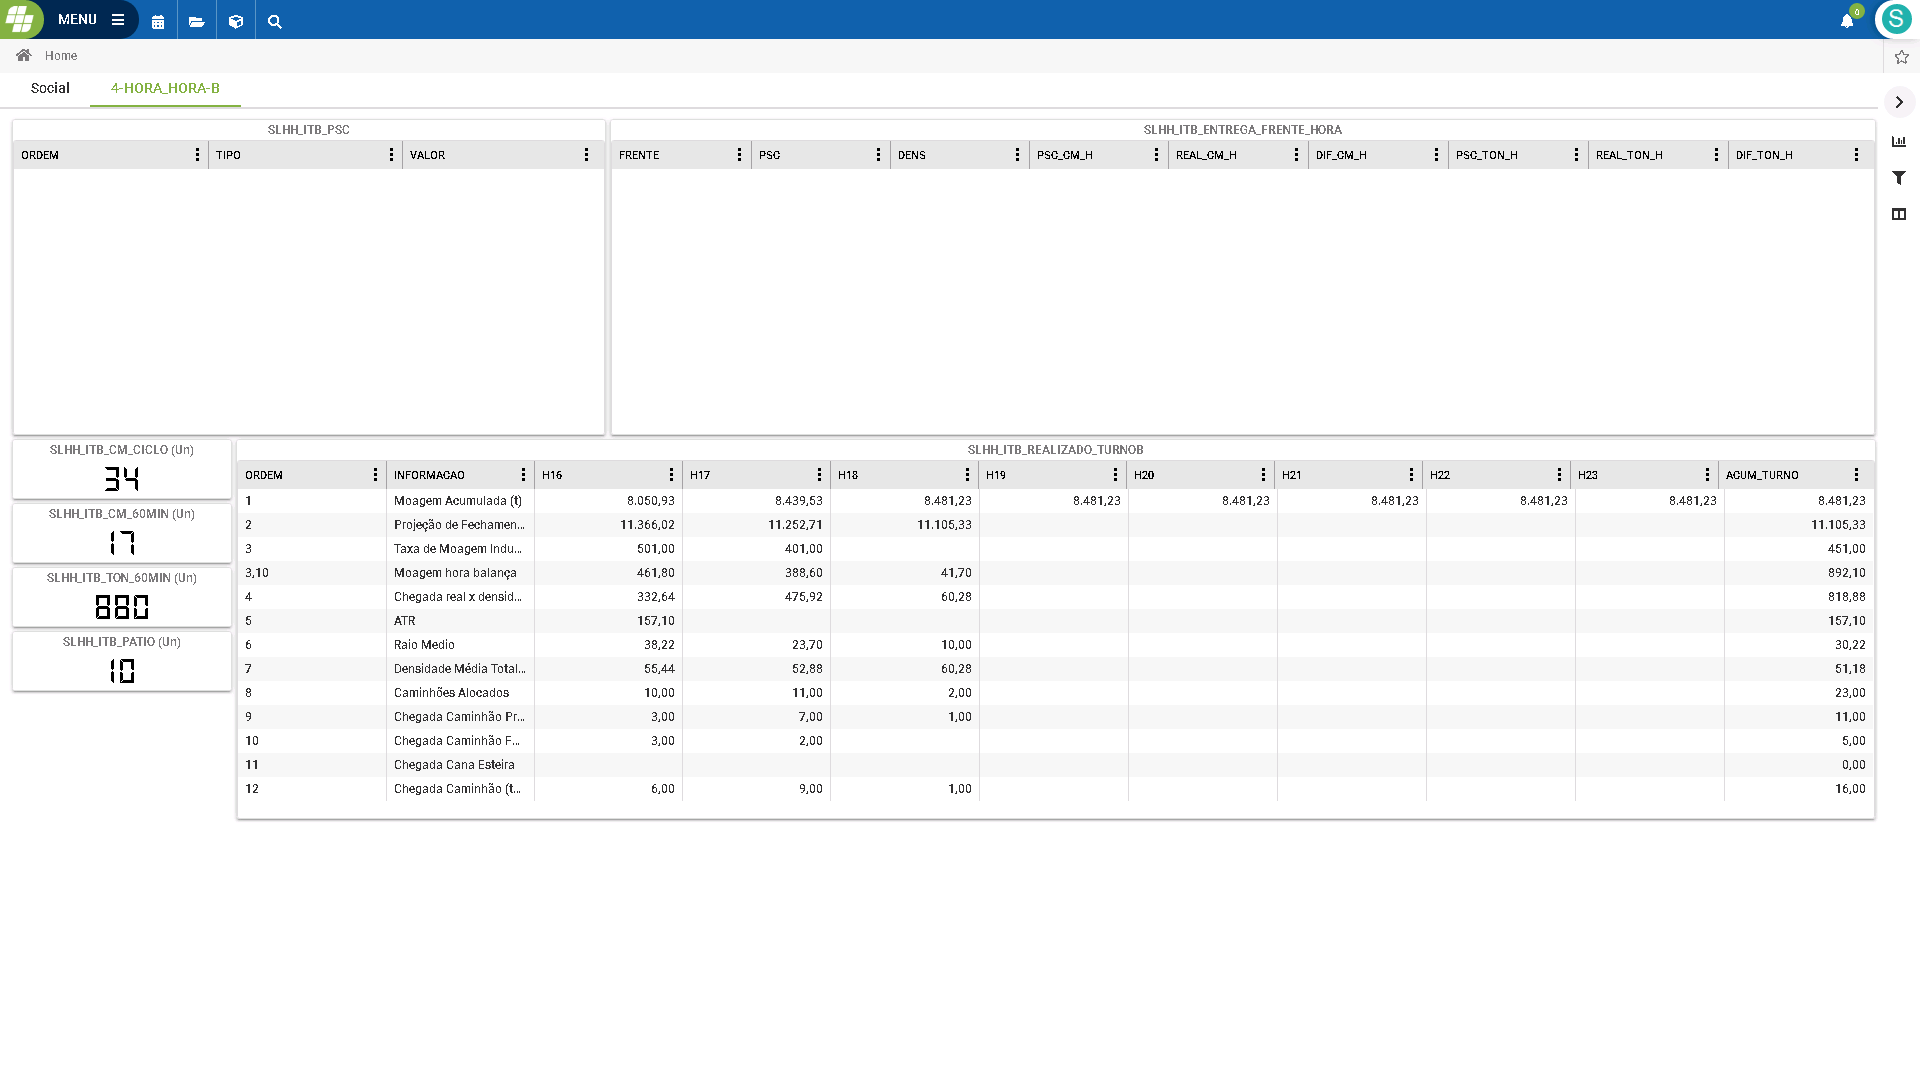 MENU
0
S
Home
Social 4-HORA_HORA-B
SLHH_ITB_PSC
ORDEM TIPO VALOR
SLHH_ITB_ENTREGA_FRENTE_HORA
FRENTE PSC DENS PSC_CM_H REAL_CM_H DIF_CM_H PSC_TON_H REAL_TON_H DIF_TON_H
SLHH_ITB_CM_CICLO (Un)
34
SLHH_ITB_CM_60MIN (Un)
17
SLHH_ITB_TON_60MIN (Un)
880
SLHH_ITB_PATIO (Un)
10
SLHH_ITB_REALIZADO_TURNOB
ORDEM INFORMACAO H16 H17 H18 H19 H20 H21 H22 H23 ACUM_TURNO
1 Moagem Acumulada (t) 8.050,93 8.439,53 8.481,23 8.481,23 8.481,23 8.481,23 8.481,23 8.481,23 8.481,23
2 Projeção de Fechamen... 11.366,02 11.252,71 11.105,33 11.105,33
3 Taxa de Moagem Indu... 501,00 401,00 451,00
3,10 Moagem hora balança 461,80 388,60 41,70 892,10
4 Chegada real x densid... 332,64 475,92 60,28 818,88
5 ATR 157,10 157,10
6 Raio Medio 38,22 23,70 10,00 30,22
7 Densidade Média Total... 55,44 52,88 60,28 51,18
8 Caminhões Alocados 10,00 11,00 2,00 23,00
9 Chegada Caminhão Pr... 3,00 7,00 1,00 11,00
10 Chegada Caminhão F... 3,00 2,00 5,00
11 Chegada Cana Esteira 0,00
12 Chegada Caminhão (t... 6,00 9,00 1,00 16,00